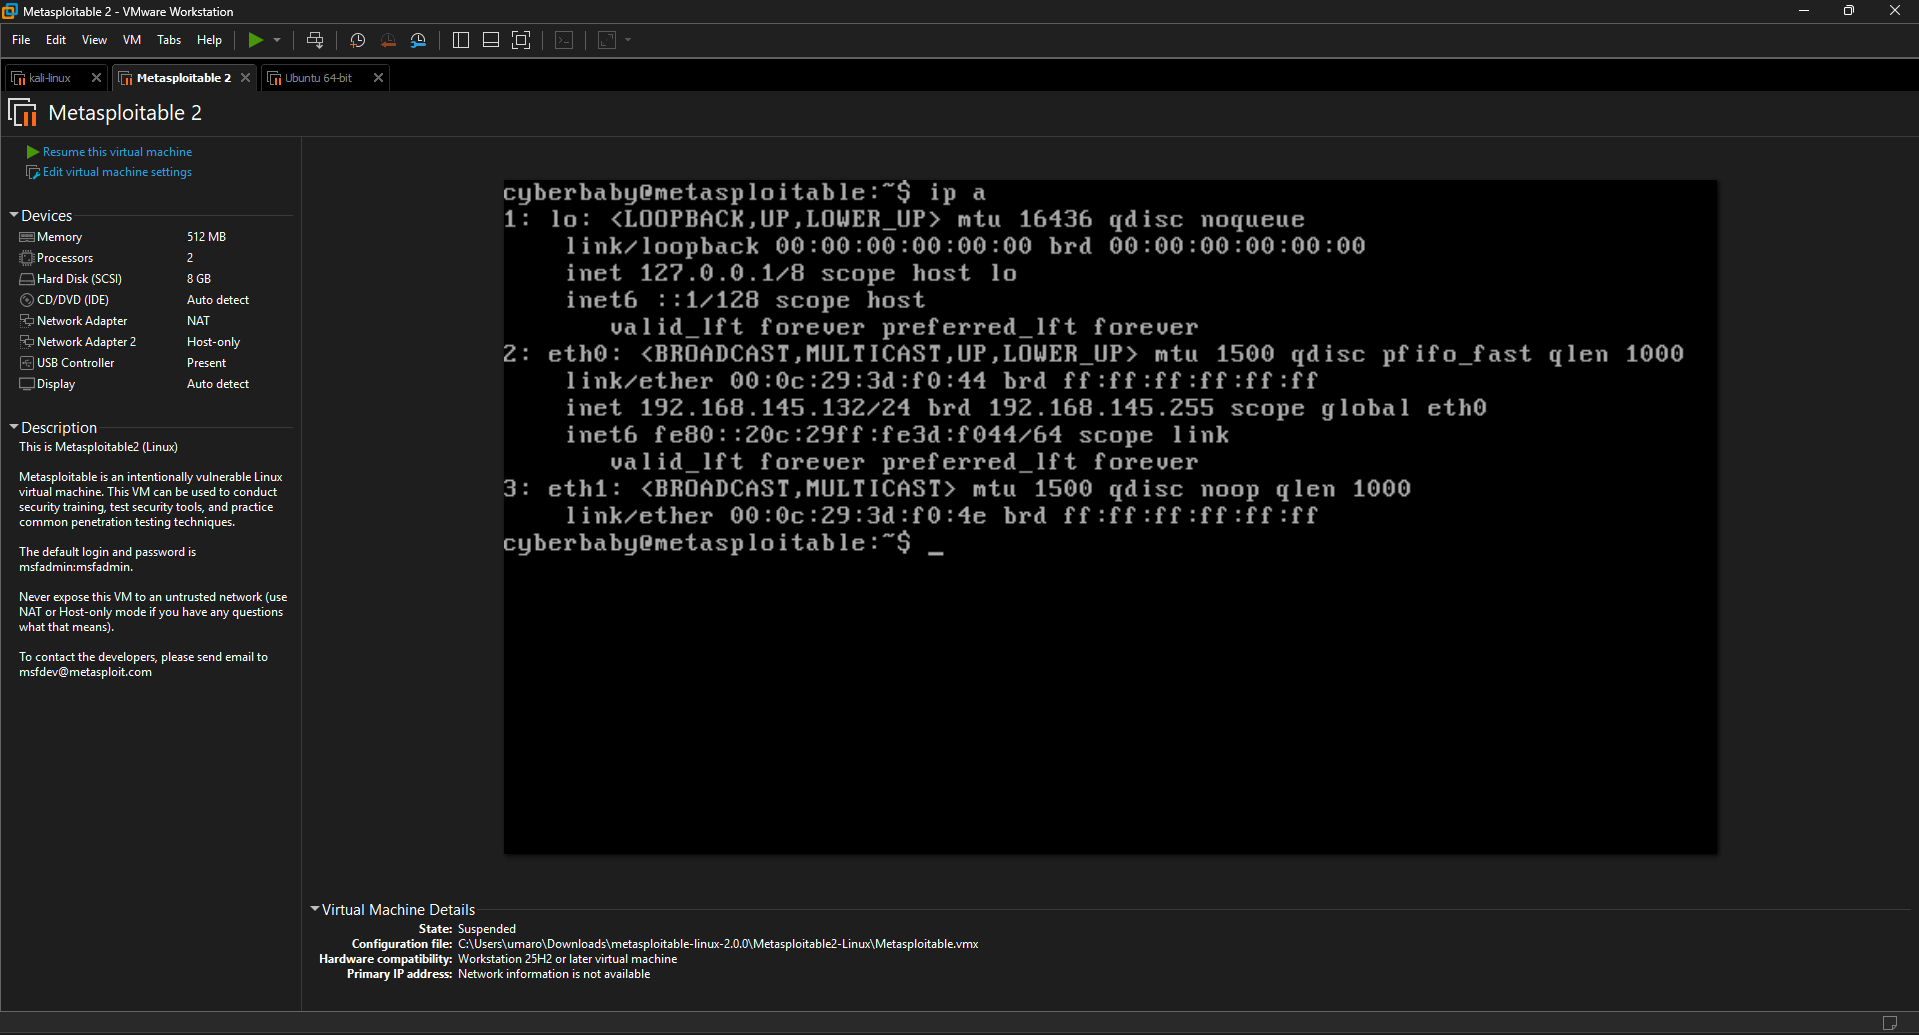 Metasploitable 2 - VMware Workstation
File Edit View VM Tabs Help
kali-linux Metasploitable 2 Ubuntu 64-bit
Metasploitable 2
Resume this virtual machine
Edit virtual machine settings
Devices
Memory 512 MB
Processors 2
Hard Disk (SCSI) 8 GB
CD/DVD (IDE) Auto detect
Network Adapter NAT
Network Adapter 2 Host-only
USB Controller Present
Display Auto detect
Description
This is Metasploitable2 (Linux)
Metasploitable is an intentionally vulnerable Linux
virtual machine. This VM can be used to conduct
security training, test security tools, and practice
common penetration testing techniques.
The default login and password is
msfadmin:msfadmin.
Never expose this VM to an untrusted network (use
NAT or Host-only mode if you have any questions
what that means).
To contact the developers, please send email to
msfdev@metasploit.com
cyberbaby@metasploitable:~$ ip a
1: lo: <LOOPBACK,UP,LOWER_UP> mtu 16436 qdisc noqueue
link/loopback 00:00:00:00:00:00 brd 00:00:00:00:00:00
inet 127.0.0.1/8 scope host lo
inet6 ::1/128 scope host
valid_lft forever preferred_lft forever
2: eth0: <BROADCAST,MULTICAST,UP,LOWER_UP> mtu 1500 qdisc pfifo_fast qlen 1000
link/ether 00:0c:29:3d:f0:44 brd ff:ff:ff:ff:ff:ff
inet 192.168.145.132/24 brd 192.168.145.255 scope global eth0
inet6 fe80::20c:29ff:fe3d:f044/64 scope link
valid_lft forever preferred_lft forever
3: eth1: <BROADCAST,MULTICAST> mtu 1500 qdisc noop qlen 1000
link/ether 00:0c:29:3d:f0:4e brd ff:ff:ff:ff:ff:ff
cyberbaby@metasploitable:~$ _
Virtual Machine Details
State: Suspended
Configuration file: C:\Users\umaro\Downloads\metasploitable-linux-2.0.0\Metasploitable2-Linux\Metasploitable.vmx
Hardware compatibility: Workstation 25H2 or later virtual machine
Primary IP address: Network information is not available